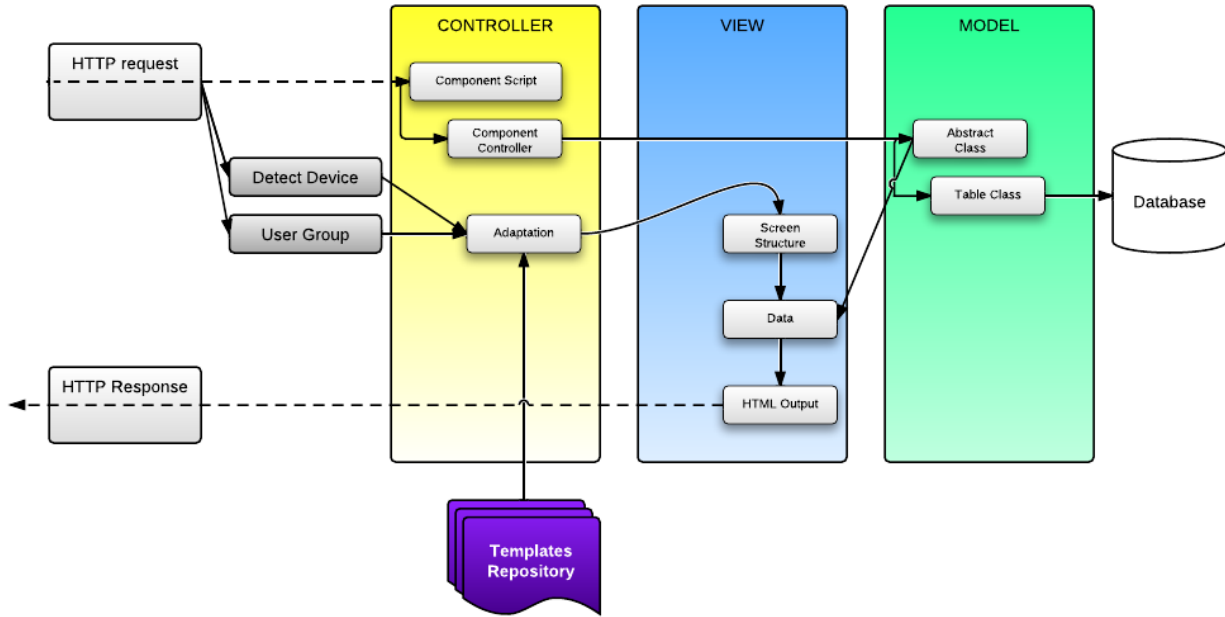 CONTROLLER
VIEW
MODEL
HTTP request
Component Script
Component
Controller
Abstract
Class
Detect Device
Table Class
Database
User Group
Adaptation
Screen
Structure
Data
HTTP Response
HTML Output
Templates
Repository